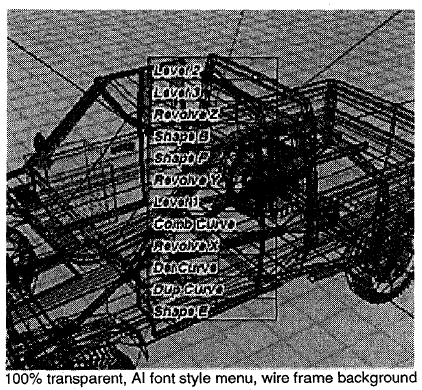 Level 2
Level 3
Revolve Z
Shape B
Shape F
Revolve Y
Level 1
Comb Curve
Revolve X
Del Curve
Dup Curve
Shape E
100% transparent, AI font style menu, wire frame background